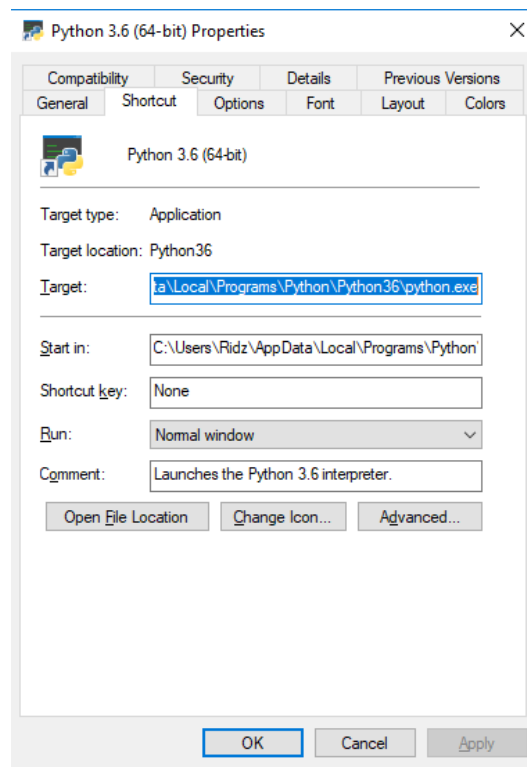 Python 3.6 (64-bit) Properties
Compatibility Security Details Previous Versions
General Shortcut Options Font Layout Colors
Python 3.6 (64-bit)
Target type: Application
Target location: Python36
Target: ta\Local\Programs\Python\Python36\python.exe
Start in: C:\Users\Ridz\AppData\Local\Programs\Python\
Shortcut key: None
Run: Normal window
Comment: Launches the Python 3.6 interpreter.
Open File Location Change Icon... Advanced...
OK Cancel Apply